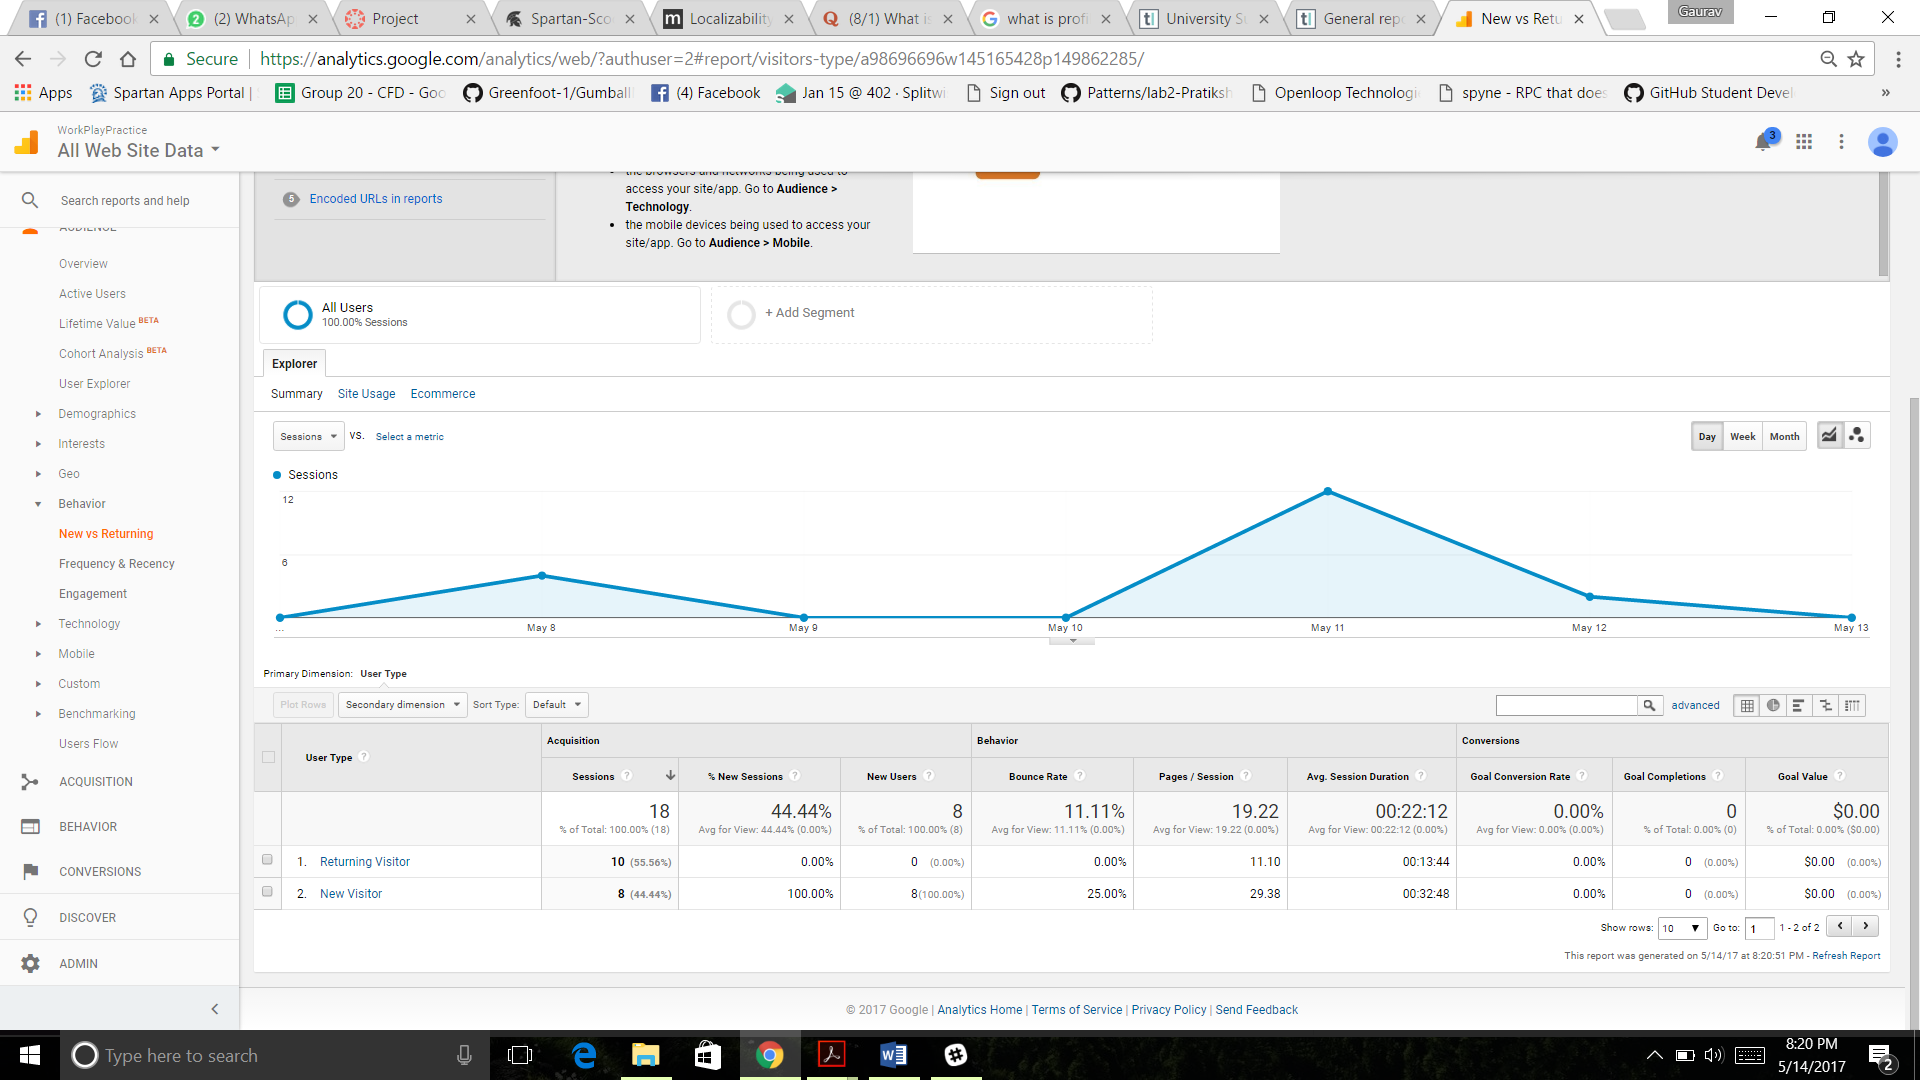 (1) Facebook
(2) WhatsAp
Project
Spartan-Sco
Localizability
(8/1) What is
what is profi
University S
General repo
New vs Retu
Gaurav
Secure
https://analytics.google.com/analytics/web/?authuser=2#report/visitors-type/a98696696w145165428p149862285/
Apps
Spartan Apps Portal |
Group 20 - CFD - Goo
Greenfoot-1/Gumball
(4) Facebook
Jan 15 @ 402 · Splitwi
Sign out
Patterns/lab2-Pratiksh
Openloop Technologi
spyne - RPC that does
GitHub Student Devel
»
WorkPlayPractice
All Web Site Data
3
Search reports and help
AUDIENCE
Overview
Active Users
Lifetime Value BETA
Cohort Analysis BETA
User Explorer
Demographics
Interests
Geo
Behavior
New vs Returning
Frequency & Recency
Engagement
Technology
Mobile
Custom
Benchmarking
Users Flow
ACQUISITION
BEHAVIOR
CONVERSIONS
DISCOVER
ADMIN
5 Encoded URLs in reports
the browsers and networks being used to
access your site/app. Go to Audience >
Technology.
• the mobile devices being used to access your
site/app. Go to Audience > Mobile.
All Users
100.00% Sessions
+ Add Segment
Explorer
Summary Site Usage Ecommerce
Sessions VS. Select a metric
Day Week Month
Sessions
12
6
... May 8 May 9 May 10 May 11 May 12 May 13
Primary Dimension: User Type
Plot Rows Secondary dimension Sort Type: Default advanced
User Type ? Acquisition Behavior Conversions
Sessions ? % New Sessions ? New Users ? Bounce Rate ? Pages / Session ? Avg. Session Duration ? Goal Conversion Rate ? Goal Completions ? Goal Value ?
18 44.44% 8 11.11% 19.22 00:22:12 0.00% 0 $0.00
% of Total: 100.00% (18) Avg for View: 44.44% (0.00%) % of Total: 100.00% (8) Avg for View: 11.11% (0.00%) Avg for View: 19.22 (0.00%) Avg for View: 00:22:12 (0.00%) Avg for View: 0.00% (0.00%) % of Total: 0.00% (0) % of Total: 0.00% ($0.00)
1. Returning Visitor 10 (55.56%) 0.00% 0 (0.00%) 0.00% 11.10 00:13:44 0.00% 0 (0.00%) $0.00 (0.00%)
2. New Visitor 8 (44.44%) 100.00% 8(100.00%) 25.00% 29.38 00:32:48 0.00% 0 (0.00%) $0.00 (0.00%)
Show rows: 10 Go to: 1 1 - 2 of 2
This report was generated on 5/14/17 at 8:20:51 PM - Refresh Report
© 2017 Google | Analytics Home | Terms of Service | Privacy Policy | Send Feedback
Type here to search
8:20 PM
5/14/2017
2